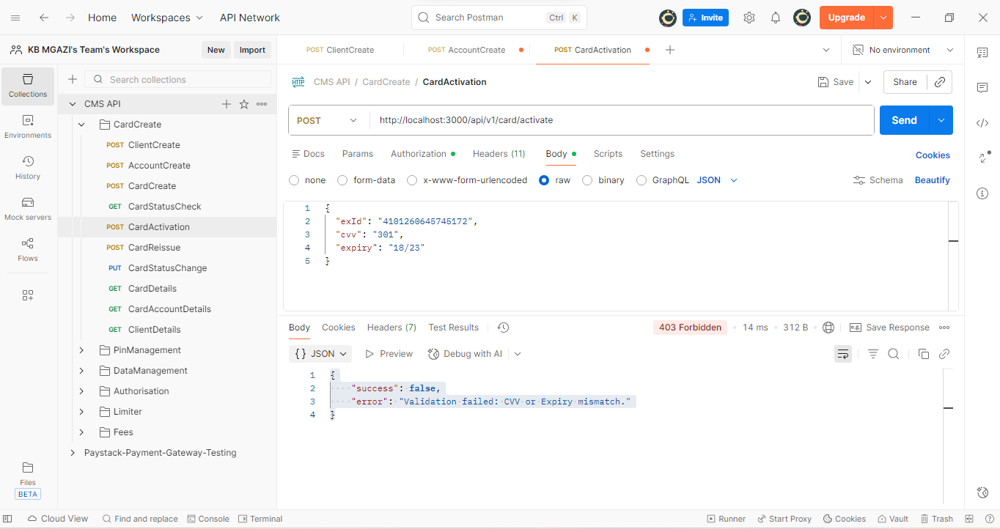 Home Workspaces API Network Search Postman Ctrl K Invite Upgrade
KB MGAZI's Team's Workspace New Import
POST ClientCreate POST AccountCreate POST CardActivation No environment
Search collections
Collections
Environments
History
Mock servers
Flows
Files
BETA
CMS API
CardCreate
POST ClientCreate
POST AccountCreate
POST CardCreate
GET CardStatusCheck
POST CardActivation
POST CardReissue
PUT CardStatusChange
GET CardDetails
GET CardAccountDetails
GET ClientDetails
PinManagement
DataManagement
Authorisation
Limiter
Fees
Paystack-Payment-Gateway-Testing
HTTP CMS API / CardCreate / CardActivation Save Share
POST http://localhost:3000/api/v1/card/activate Send
Docs Params Authorization Headers (11) Body Scripts Settings Cookies
none form-data x-www-form-urlencoded raw binary GraphQL JSON Schema Beautify
1 {
2 "exId": "4101260645745172",
3 "cvv": "301",
4 "expiry": "18/23"
5 }
Body Cookies Headers (7) Test Results 403 Forbidden 14 ms 312 B e.g. Save Response
{} JSON Preview Debug with AI
1 {
2 "success": false,
3 "error": "Validation failed: CVV or Expiry mismatch."
4 }
Cloud View Find and replace Console Terminal Runner Start Proxy Cookies Vault Trash